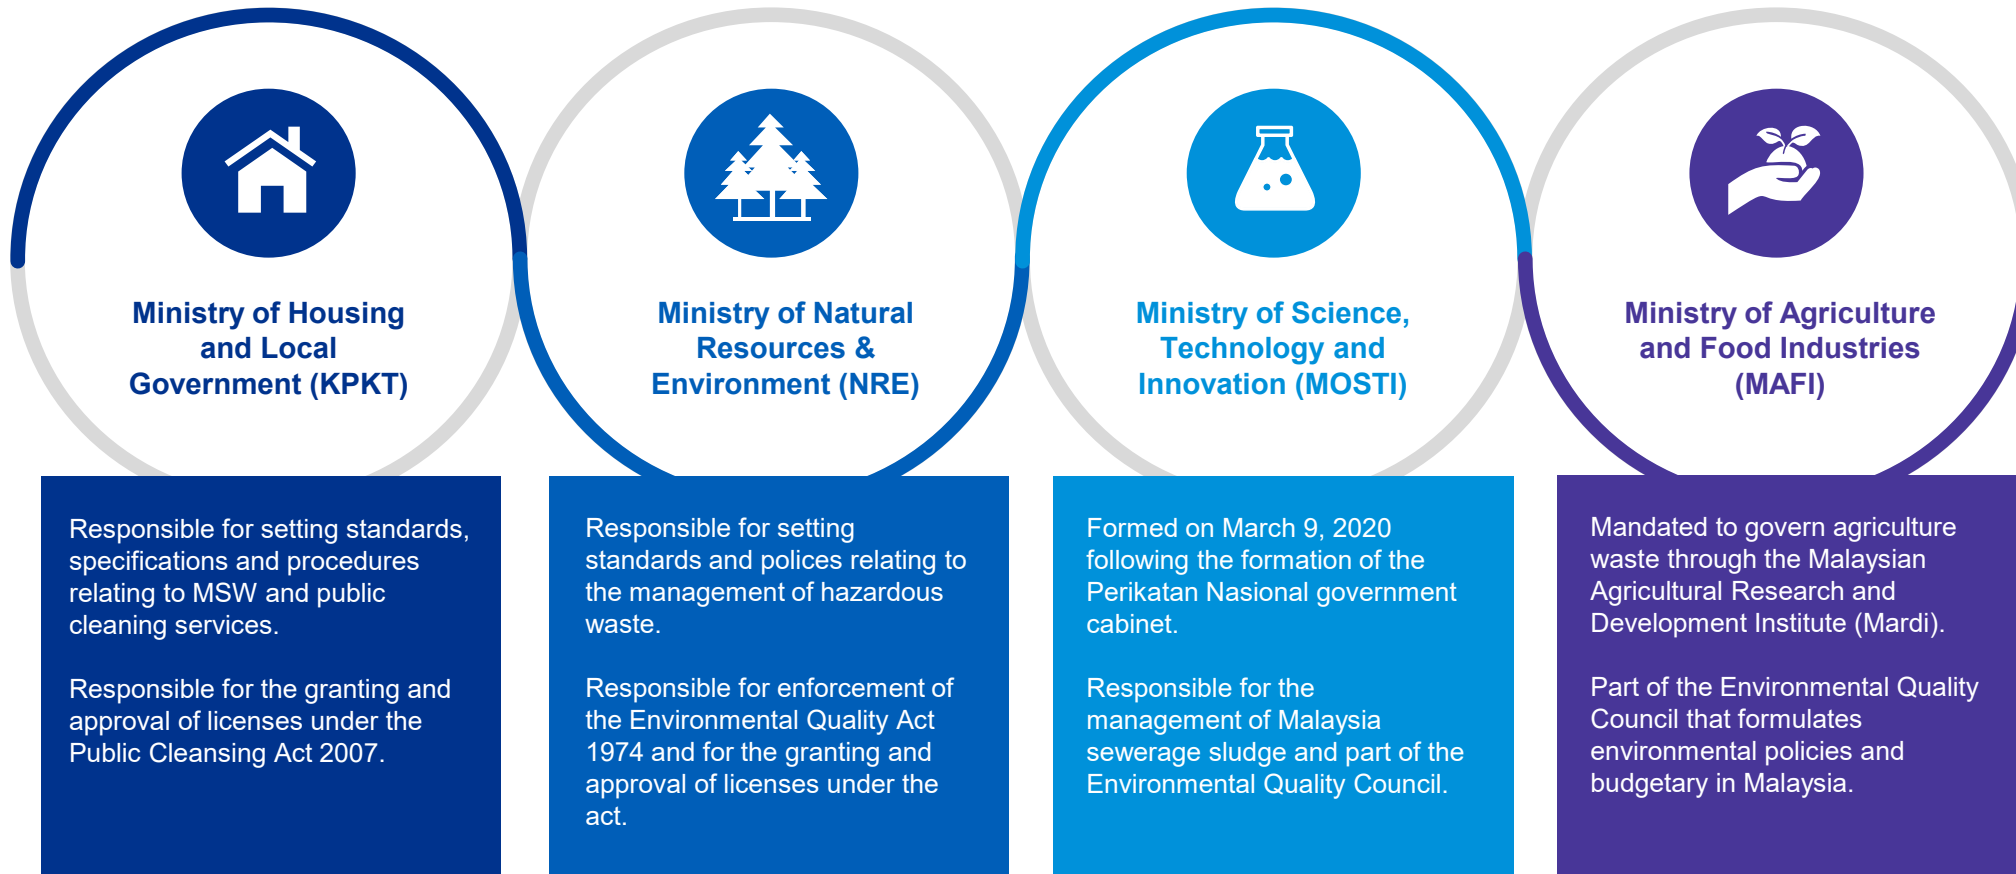 Ministry of Housing
and Local
Government (KPKT)
Responsible for setting standards,
specifications and procedures
relating to MSW and public
cleaning services.
Responsible for the granting and
approval of licenses under the
Public Cleansing Act 2007.
Ministry of Natural
Resources &
Environment (NRE)
Responsible for setting
standards and polices relating to
the management of hazardous
waste.
Responsible for enforcement of
the Environmental Quality Act
1974 and for the granting and
approval of licenses under the
act.
Ministry of Science,
Technology and
Innovation (MOSTI)
Formed on March 9, 2020
following the formation of the
Perikatan Nasional government
cabinet.
Responsible for the
management of Malaysia
sewerage sludge and part of the
Environmental Quality Council.
Ministry of Agriculture
and Food Industries
(MAFI)
Mandated to govern agriculture
waste through the Malaysian
Agricultural Research and
Development Institute (Mardi).
Part of the Environmental Quality
Council that formulates
environmental policies and
budgetary in Malaysia.